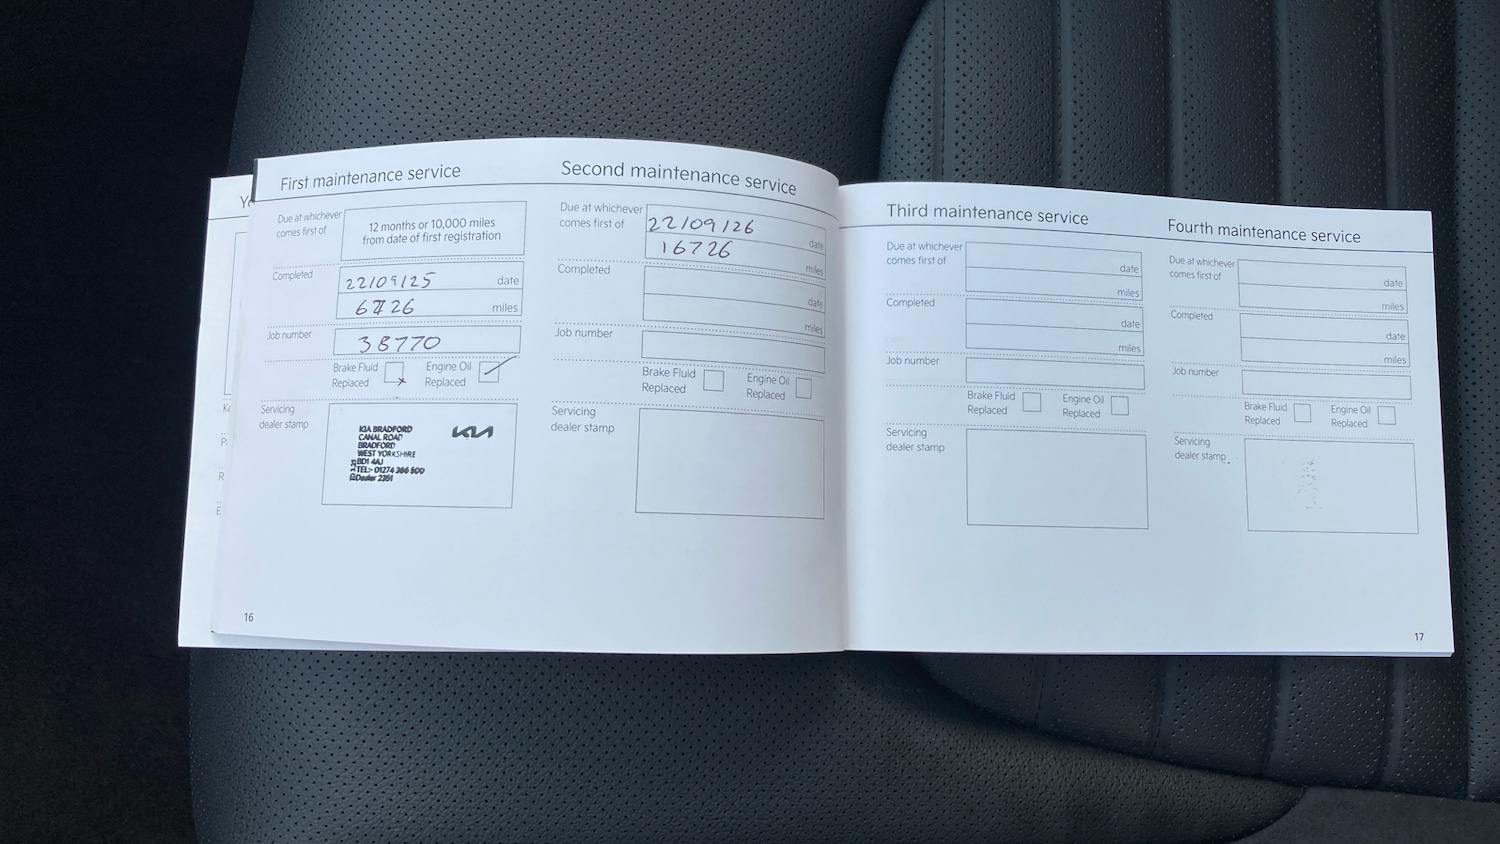 First maintenance service
Due at whichever
comes first of
12 months or 10,000 miles
from date of first registration
Completed
22/09/25 date
6726 miles
Job number
38770
Brake Fluid
Replaced
Engine Oil
Replaced
Servicing
dealer stamp
KIA BRADFORD
CANAL ROAD
BRADFORD
WEST YORKSHIRE
BD1 4AJ
TEL:- 01274 386 500
Dealer 2351
KIA
16
Second maintenance service
Due at whichever
comes first of
22/09/26 date
16726 miles
Completed
date
miles
Job number
Brake Fluid
Replaced
Engine Oil
Replaced
Servicing
dealer stamp
Third maintenance service
Due at whichever
comes first of
date
miles
Completed
date
miles
Job number
Brake Fluid
Replaced
Engine Oil
Replaced
Servicing
dealer stamp
Fourth maintenance service
Due at whichever
comes first of
date
miles
Completed
date
miles
Job number
Brake Fluid
Replaced
Engine Oil
Replaced
Servicing
dealer stamp
17